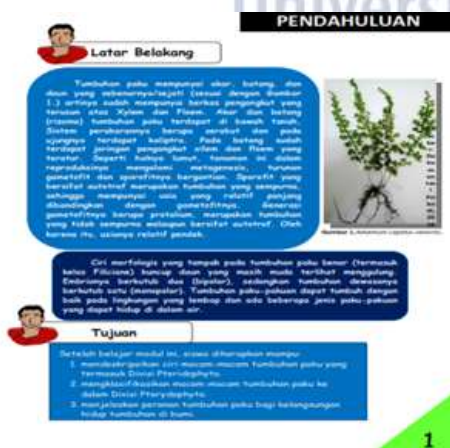 PENDAHULUAN
Latar Belakang
Tumbuhan paku mempunyai akar, batang, dan
daun yang sebenarnya/sejati (sesuai dengan Gambar
1.) artinya sudah mempunyai berkas pengangkut yang
tersusun atas Xylem dan Floem. Akar dan batang
(rizoma) tumbuhan paku terdapat di bawah tanah.
Sistem perakarannya berupa serabut dan pada
ujungnya terdapat kaliptra. Pada batang sudah
terdapat jaringan pengangkut xilem dan floem yang
teratur. Seperti halnya lumut, tanaman ini dalam
reproduksinya mengalami metagenesis, turunan
gametofit dan sporofitnya bergantian. Sporofit yang
bersifat autotrof merupakan tumbuhan yang sempurna,
sehingga mempunyai usia yang relatif panjang
dibandingkan dengan gametofitnya. Generasi
gametofitnya berupa protalium, merupakan tumbuhan
yang tidak sempurna walaupun bersifat autotrof. Oleh
karena itu, usianya relatif pendek.
Gambar 1.
Ciri morfologis yang tampak pada tumbuhan paku benar (termasuk
kelas Filicinae) kuncup daun yang masih muda terlihat menggulung.
Embrionya berkutub dua (bipolar), sedangkan tumbuhan dewasanya
berkutub satu (monopolar). Tumbuhan paku-pakuan dapat tumbuh dengan
baik pada lingkungan yang lembap dan ada beberapa jenis paku-pakuan
yang dapat hidup di dalam air.
Tujuan
Setelah belajar modul ini, siswa diharapkan mampu:
1. mendeskripsikan ciri macam-macam tumbuhan paku yang
termasuk Divisi Pteridophyta.
2. mengklasifikasikan macam-macam tumbuhan paku ke
dalam Divisi Pterydophyta.
3. menjelaskan peranan tumbuhan paku bagi kelangsungan
hidup tumbuhan di bumi.
1